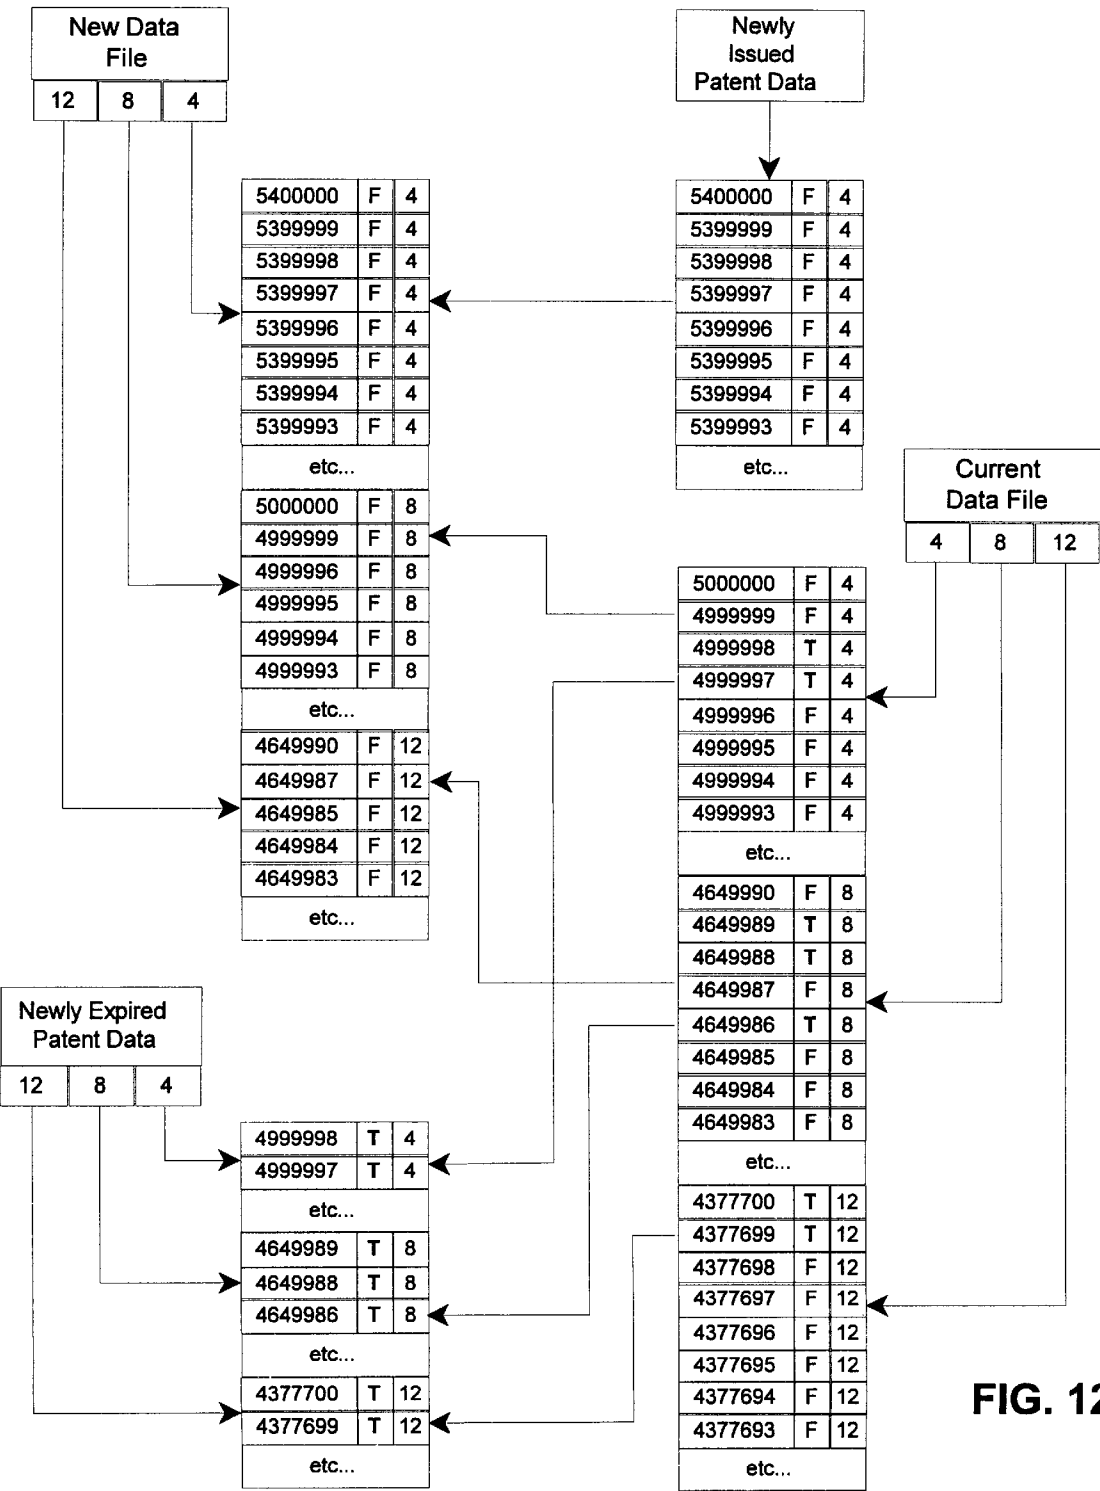 New Data
File
12 8 4
5400000 F 4
5399999 F 4
5399998 F 4
5399997 F 4
5399996 F 4
5399995 F 4
5399994 F 4
5399993 F 4
etc...
5000000 F 8
4999999 F 8
4999996 F 8
4999995 F 8
4999994 F 8
4999993 F 8
etc...
4649990 F 12
4649987 F 12
4649985 F 12
4649984 F 12
4649983 F 12
etc...
Newly
Issued
Patent Data
5400000 F 4
5399999 F 4
5399998 F 4
5399997 F 4
5399996 F 4
5399995 F 4
5399994 F 4
5399993 F 4
etc...
Current
Data File
4 8 12
5000000 F 4
4999999 F 4
4999998 T 4
4999997 T 4
4999996 F 4
4999995 F 4
4999994 F 4
4999993 F 4
etc...
4649990 F 8
4649989 T 8
4649988 T 8
4649987 F 8
4649986 T 8
4649985 F 8
4649984 F 8
4649983 F 8
etc...
4377700 T 12
4377699 T 12
4377698 F 12
4377697 F 12
4377696 F 12
4377695 F 12
4377694 F 12
4377693 F 12
etc...
Newly Expired
Patent Data
12 8 4
4999998 T 4
4999997 T 4
etc...
4649989 T 8
4649988 T 8
4649986 T 8
etc...
4377700 T 12
4377699 T 12
etc...
FIG. 12